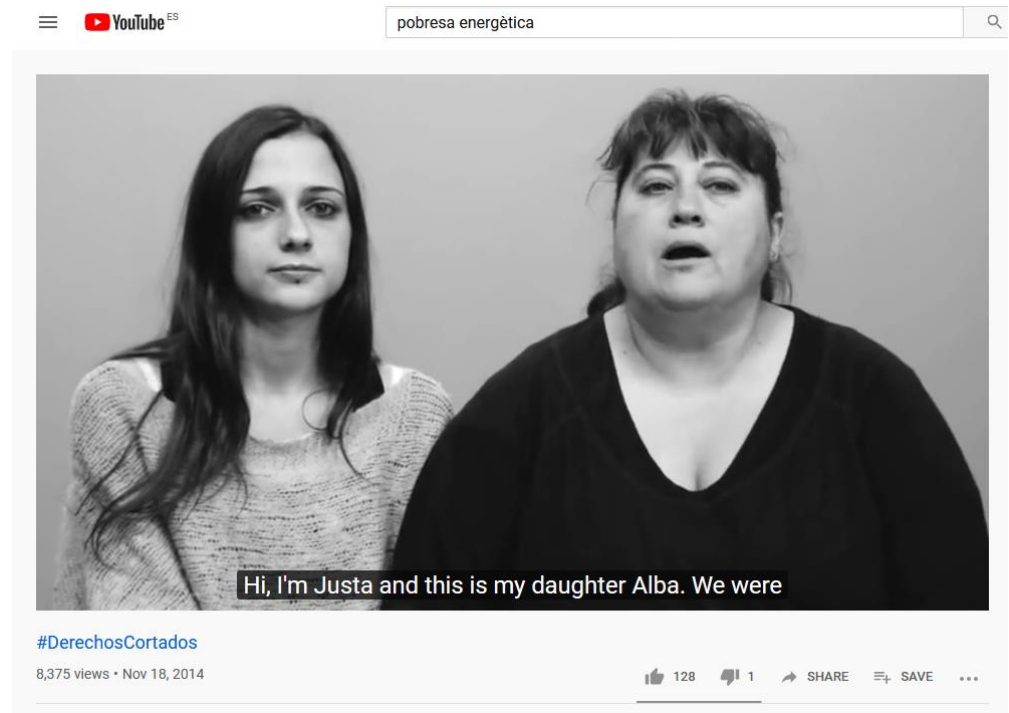 YouTube ES
pobresa energètica
Hi, I'm Justa and this is my daughter Alba. We were
#DerechosCortados
8,375 views • Nov 18, 2014
128 1 SHARE SAVE